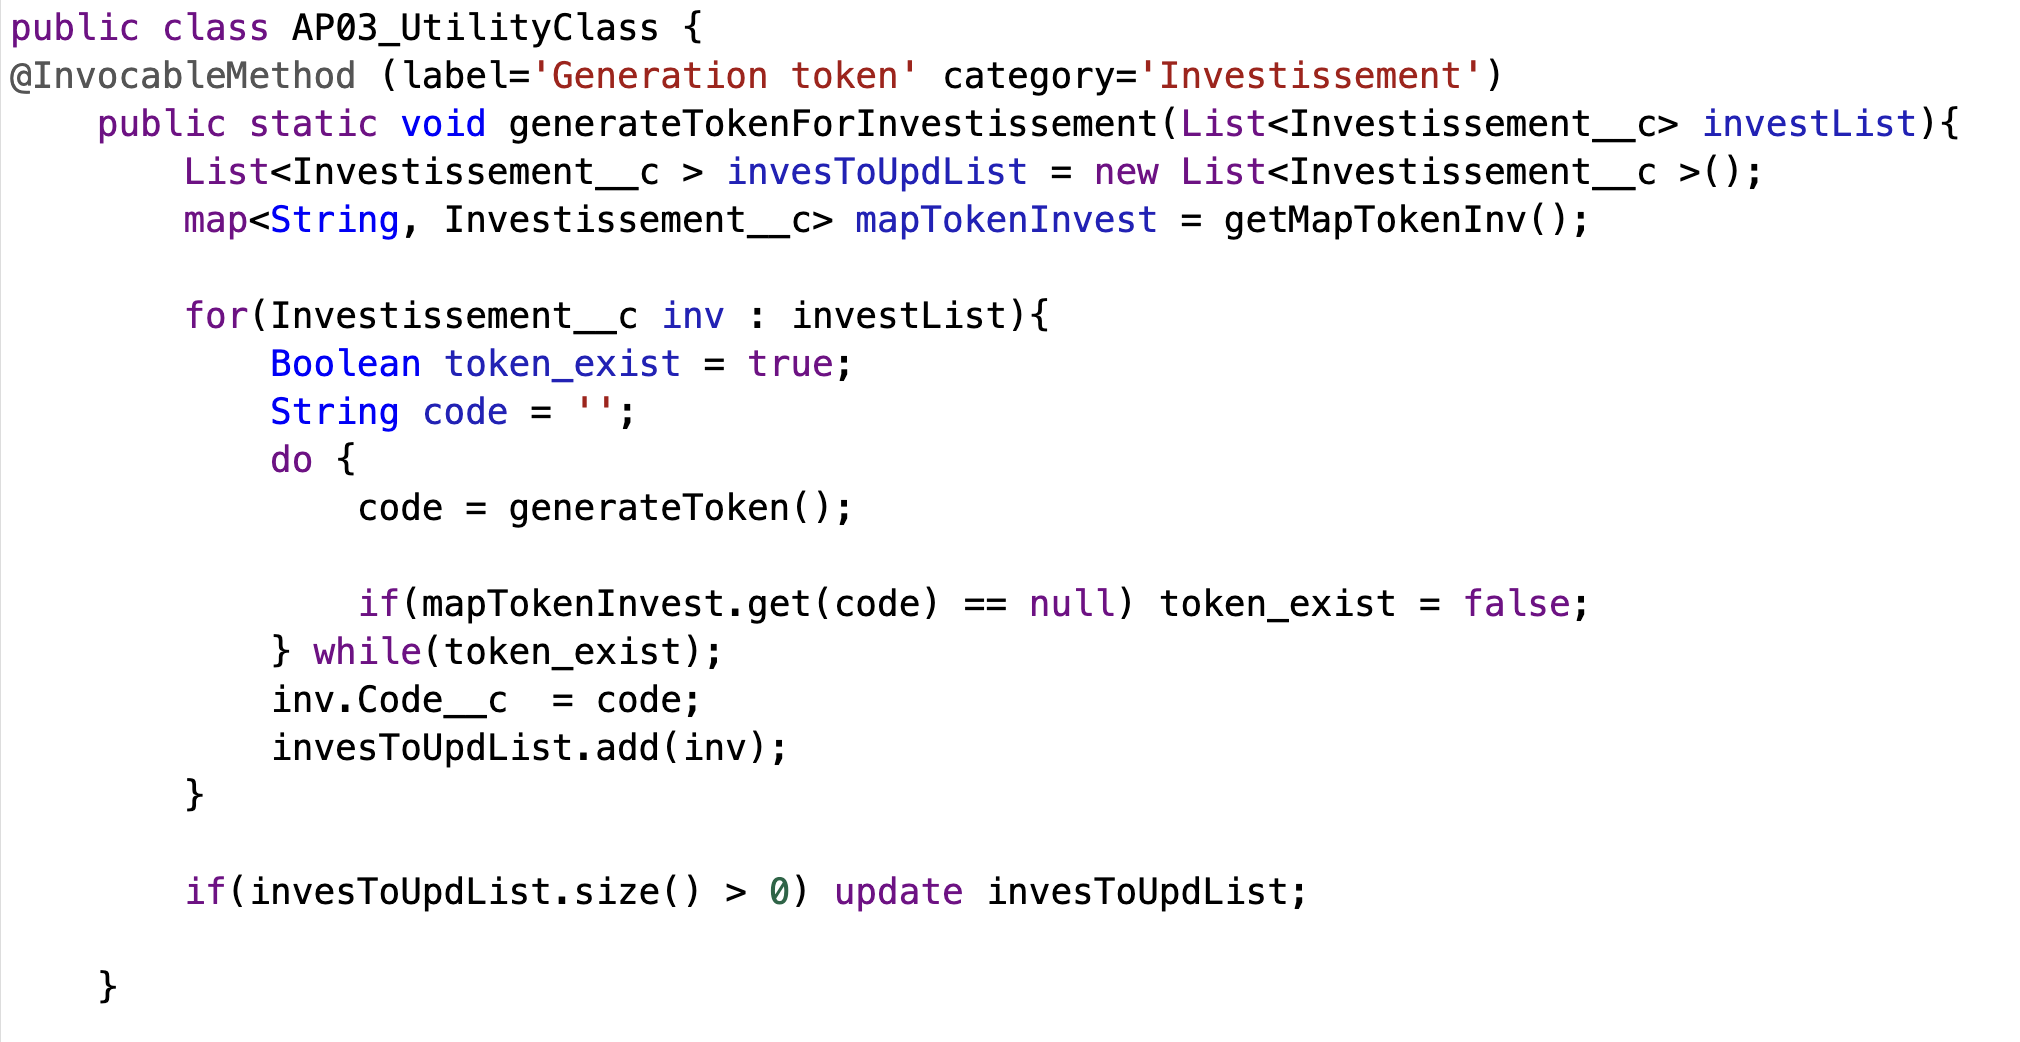 public class AP03_UtilityClass {
@InvocableMethod (label='Generation token' category='Investissement')
    public static void generateTokenForInvestissement(List<Investissement__c> investList){
        List<Investissement__c > invesToUpdList = new List<Investissement__c >();
        map<String, Investissement__c> mapTokenInvest = getMapTokenInv();

        for(Investissement__c inv : investList){
            Boolean token_exist = true;
            String code = '';
            do {
                code = generateToken();

                if(mapTokenInvest.get(code) == null) token_exist = false;
            } while(token_exist);
            inv.Code__c  = code;
            invesToUpdList.add(inv);
        }

        if(invesToUpdList.size() > 0) update invesToUpdList;

    }